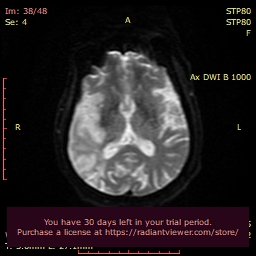 Im: 38/48
Se: 4
STP80
STP80
F
A
Ax DWI B 1000
R
L
You have 30 days left in your trial period.
Purchase a license at https://radiantviewer.com/store/